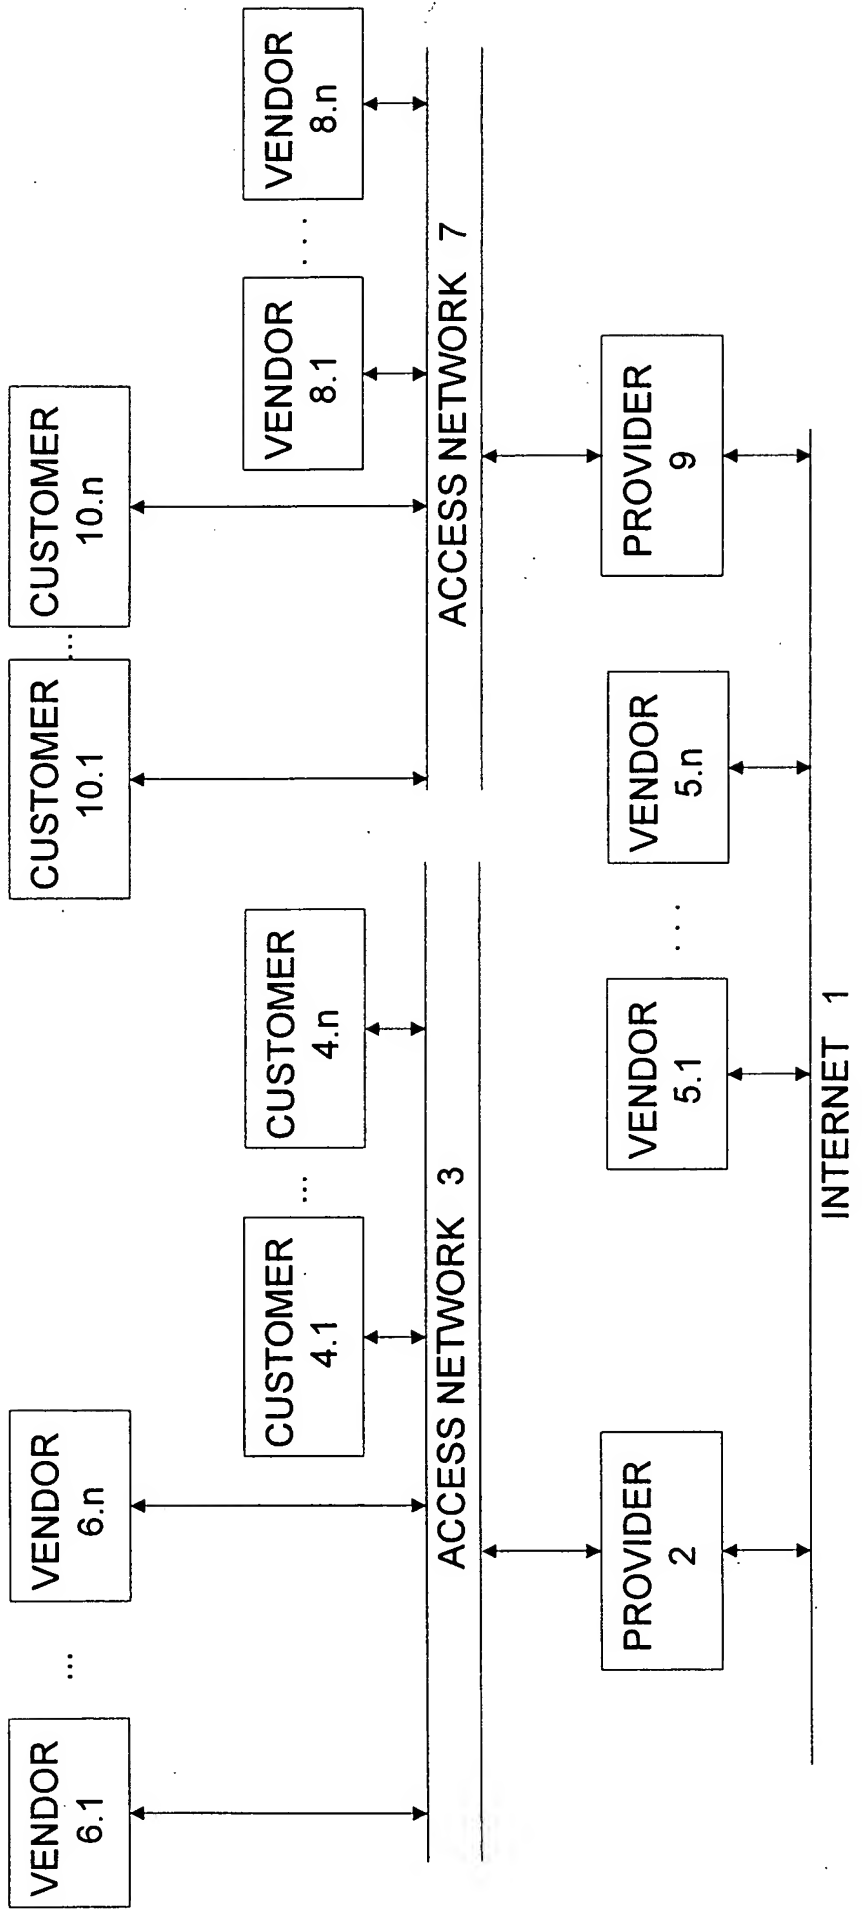 VENDOR
6.1
...
VENDOR
6.n
CUSTOMER
10.1
...
CUSTOMER
10.n
CUSTOMER
4.1
...
CUSTOMER
4.n
VENDOR
8.1
. . . .
VENDOR
8.n
ACCESS NETWORK 3
ACCESS NETWORK 7
PROVIDER
2
VENDOR
5.1
. . .
VENDOR
5.n
PROVIDER
9
INTERNET 1